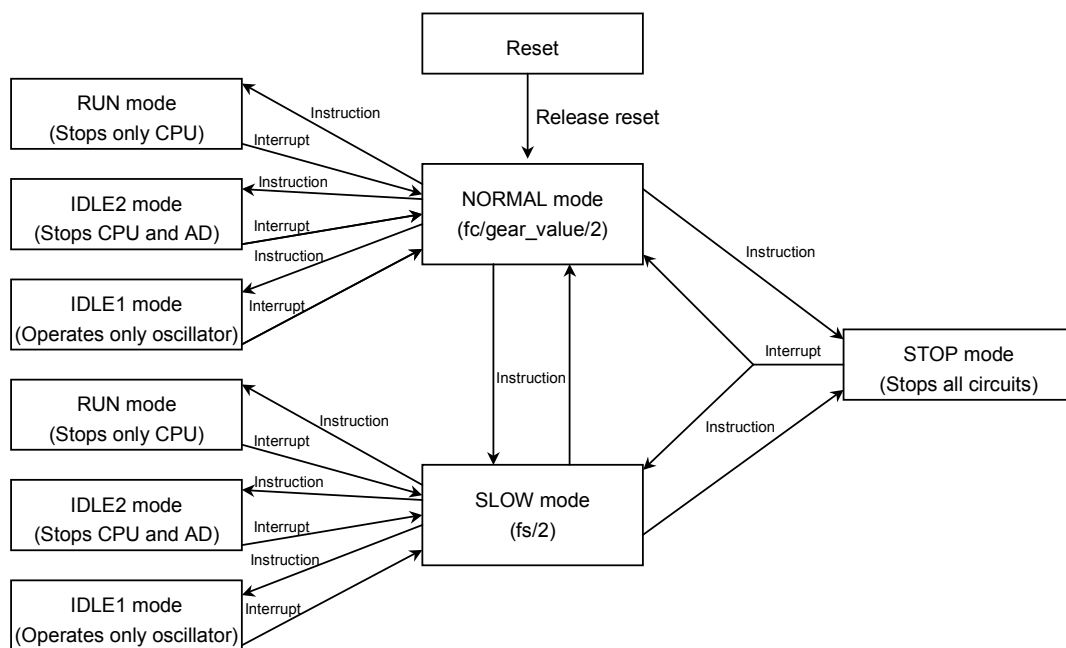 Reset
Release reset
RUN mode
(Stops only CPU)
Instruction
Interrupt
IDLE2 mode
(Stops CPU and AD)
Instruction
Interrupt
IDLE1 mode
(Operates only oscillator)
Instruction
Interrupt
NORMAL mode
(fc/gear_value/2)
Instruction
Interrupt
STOP mode
(Stops all circuits)
Instruction
Instruction
RUN mode
(Stops only CPU)
Instruction
Interrupt
IDLE2 mode
(Stops CPU and AD)
Instruction
Interrupt
IDLE1 mode
(Operates only oscillator)
Instruction
Interrupt
SLOW mode
(fs/2)